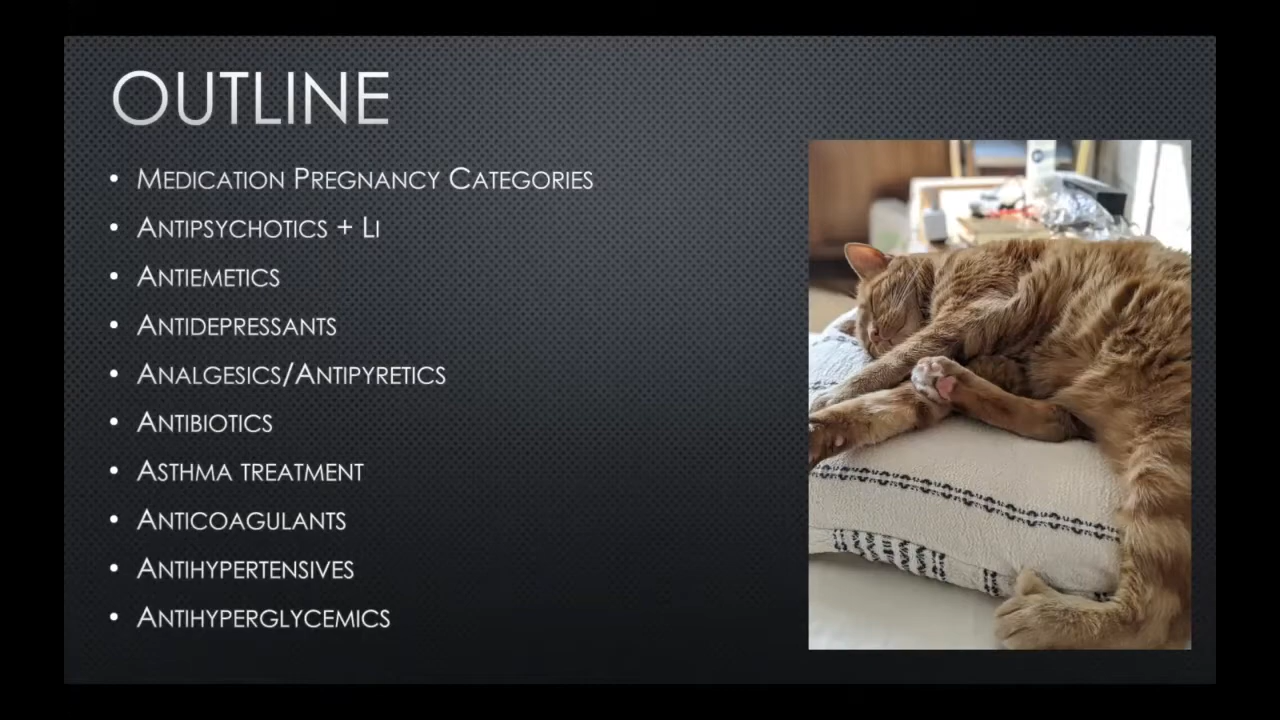 OUTLINE
• MEDICATION PREGNANCY CATEGORIES
• ANTIPSYCHOTICS + LI
• ANTIEMETICS
• ANTIDEPRESSANTS
• ANALGESICS/ANTIPYRETICS
• ANTIBIOTICS
• ASTHMA TREATMENT
• ANTICOAGULANTS
• ANTIHYPERTENSIVES
• ANTIHYPERGLYCEMICS